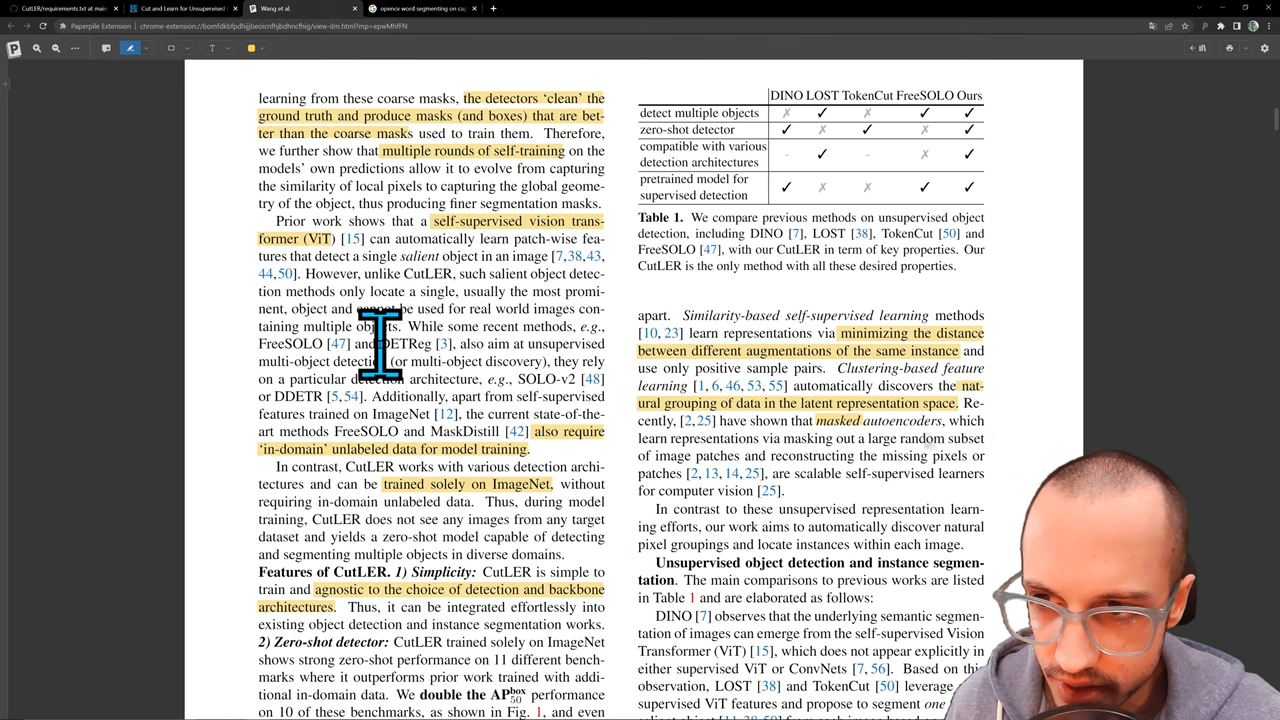 CutLER/requirements.txt at main
Cut and Learn for Unsupervised
Wang et al.
opencv word segmenting on cap
Paperpile Extension | chrome-extension://bomfdkbfpdhijjbeoicnfhjbdhncfhig/view-dm.html?mp=epwMhfFN
learning from these coarse masks, the detectors ‘clean’ the
ground truth and produce masks (and boxes) that are bet-
ter than the coarse masks used to train them. Therefore,
we further show that multiple rounds of self-training on the
models’ own predictions allow it to evolve from capturing
the similarity of local pixels to capturing the global geome-
try of the object, thus producing finer segmentation masks.
Prior work shows that a self-supervised vision trans-
former (ViT) [15] can automatically learn patch-wise fea-
tures that detect a single salient object in an image [7,38,43,
44,50]. However, unlike CutLER, such salient object detec-
tion methods only locate a single, usually the most promi-
nent, object and cannot be used for real world images con-
taining multiple objects. While some recent methods, e.g.,
FreeSOLO [47] and DETReg [3], also aim at unsupervised
multi-object detection (or multi-object discovery), they rely
on a particular detection architecture, e.g., SOLO-v2 [48]
or DDETR [5,54]. Additionally, apart from self-supervised
features trained on ImageNet [12], the current state-of-the-
art methods FreeSOLO and MaskDistill [42] also require
‘in-domain’ unlabeled data for model training.
In contrast, CutLER works with various detection archi-
tectures and can be trained solely on ImageNet, without
requiring in-domain unlabeled data. Thus, during model
training, CutLER does not see any images from any target
dataset and yields a zero-shot model capable of detecting
and segmenting multiple objects in diverse domains.
Features of CutLER. 1) Simplicity: CutLER is simple to
train and agnostic to the choice of detection and backbone
architectures. Thus, it can be integrated effortlessly into
existing object detection and instance segmentation works.
2) Zero-shot detector: CutLER trained solely on ImageNet
shows strong zero-shot performance on 11 different bench-
marks where it outperforms prior work trained with addi-
tional in-domain data. We double the AP50box performance
on 10 of these benchmarks, as shown in Fig. 1, and even
DINO LOST TokenCut FreeSOLO Ours
detect multiple objects ✗ ✓ ✗ ✓ ✓
zero-shot detector ✓ ✗ ✓ ✗ ✓
compatible with various
detection architectures - ✓ - ✗ ✓
pretrained model for
supervised detection ✓ ✗ ✗ ✓ ✓
Table 1. We compare previous methods on unsupervised object
detection, including DINO [7], LOST [38], TokenCut [50] and
FreeSOLO [47], with our CutLER in term of key properties. Our
CutLER is the only method with all these desired properties.
apart. Similarity-based self-supervised learning methods
[10, 23] learn representations via minimizing the distance
between different augmentations of the same instance and
use only positive sample pairs. Clustering-based feature
learning [1, 6, 46, 53, 55] automatically discovers the nat-
ural grouping of data in the latent representation space. Re-
cently, [2,25] have shown that masked autoencoders, which
learn representations via masking out a large random subset
of image patches and reconstructing the missing pixels or
patches [2, 13, 14, 25], are scalable self-supervised learners
for computer vision [25].
In contrast to these unsupervised representation learn-
ing efforts, our work aims to automatically discover natural
pixel groupings and locate instances within each image.
Unsupervised object detection and instance segmen-
tation. The main comparisons to previous works are listed
in Table 1 and are elaborated as follows:
DINO [7] observes that the underlying semantic segmen-
tation of images can emerge from the self-supervised Vision
Transformer (ViT) [15], which does not appear explicitly in
either supervised ViT or ConvNets [7, 56]. Based on this
observation, LOST [38] and TokenCut [50] leverage
supervised ViT features and propose to segment one